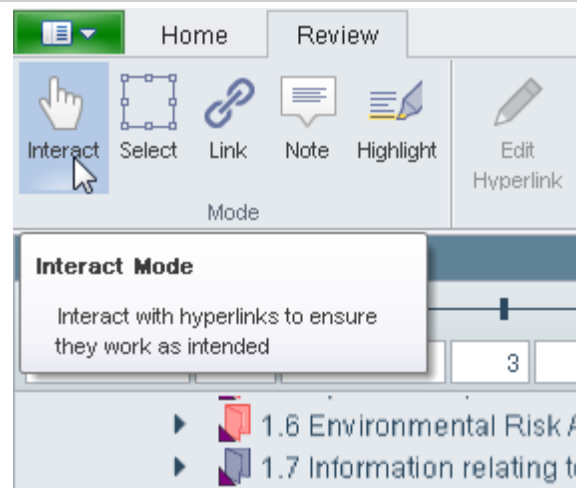 Home Review
Interact Select Link Note Highlight Edit
Hyperlink
Mode
Interact Mode
Interact with hyperlinks to ensure
they work as intended
3
1.6 Environmental Risk
1.7 Information relating